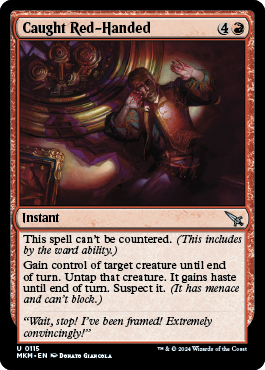 Caught Red-Handed 4
Instant
This spell can't be countered. (This includes
by the ward ability.)
Gain control of target creature until end
of turn. Untap that creature. It gains haste
until end of turn. Suspect it. (It has menace
and can't block.)
"Wait, stop! I've been framed! Extremely
convincingly!"
U 0115
MKM • EN Donato Giancola
™ & © 2024 Wizards of the Coast